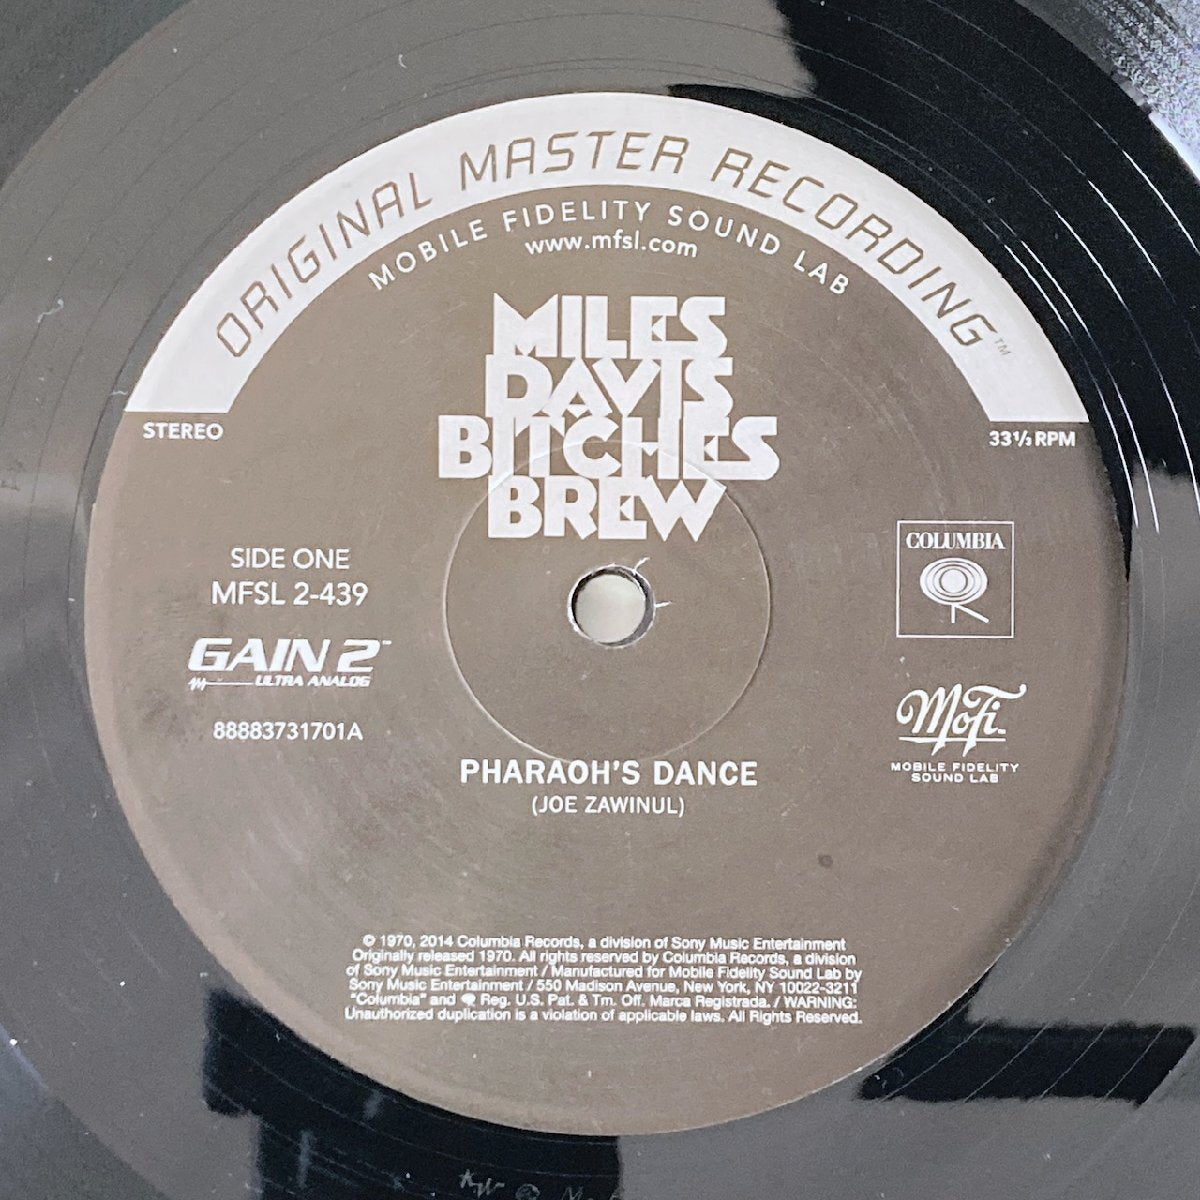 ORIGINAL MASTER RECORDING™
MOBILE FIDELITY SOUND LAB
www.mfsl.com
MILES
DAVIS
BITCHES
BREW
STEREO
33⅓ RPM
SIDE ONE
MFSL 2-439
GAIN 2™
ULTRA ANALOG
88883731701A
COLUMBIA
MoFi
MOBILE FIDELITY
SOUND LAB
PHARAOH'S DANCE
(JOE ZAWINUL)
© 1970, 2014 Columbia Records, a division of Sony Music Entertainment
Originally released 1970. All rights reserved by Columbia Records, a division
of Sony Music Entertainment / Manufactured for Mobile Fidelity Sound Lab by
Sony Music Entertainment / 550 Madison Avenue, New York, NY 10022-3211
"Columbia" and Reg. U.S. Pat. & Tm. Off. Marca Registrada. / WARNING:
Unauthorized duplication is a violation of applicable laws. All Rights Reserved.